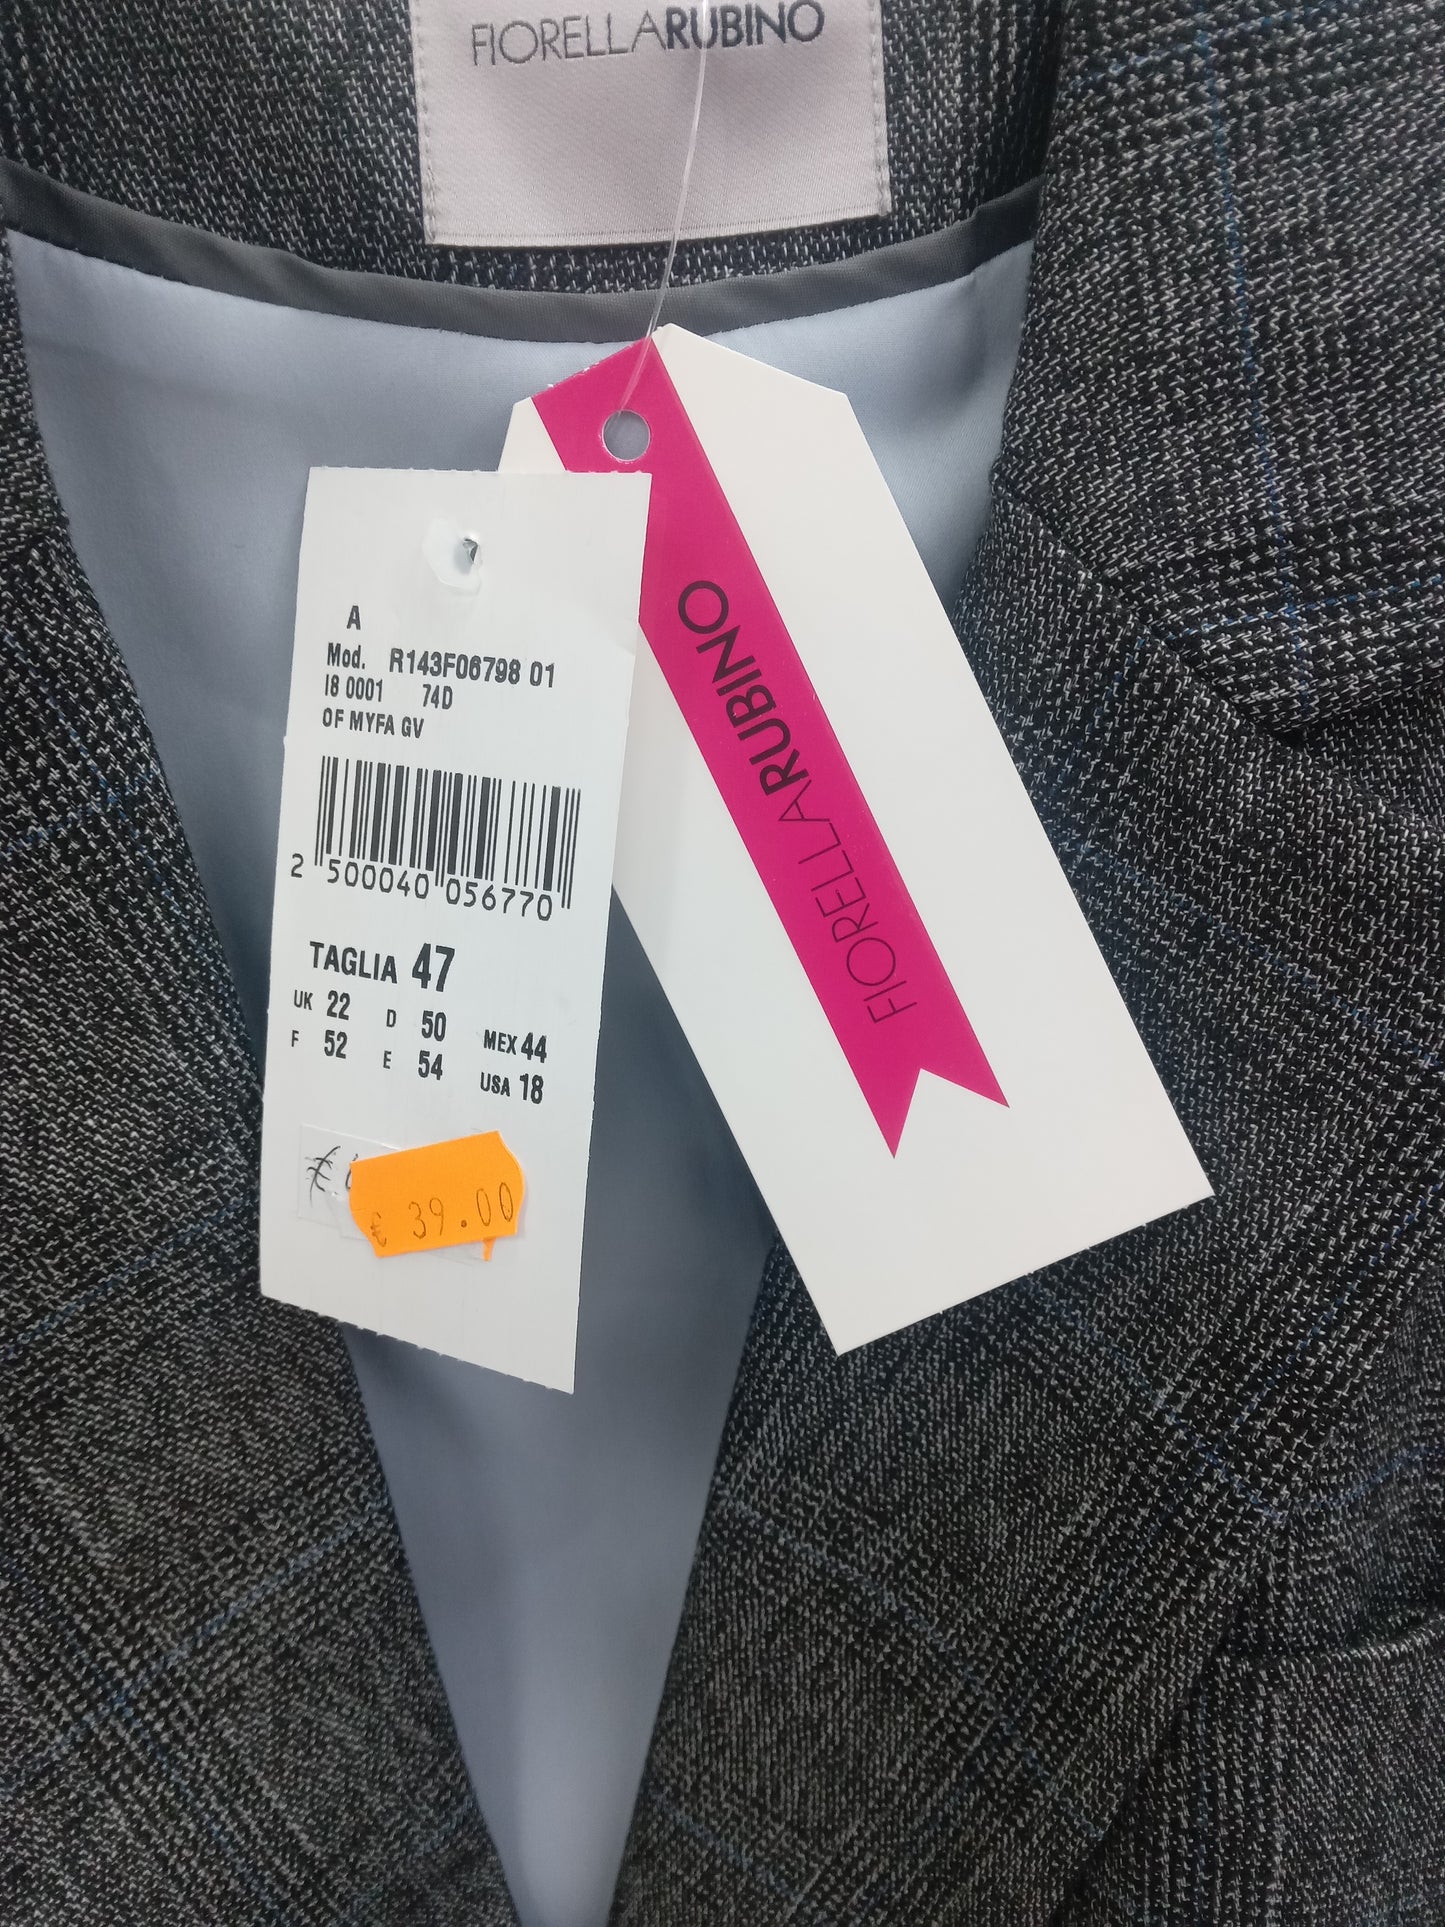 FIORELLARUBINO
A
Mod. R143F06798 01
I8 0001 74D
OF MYFA GV
2 500040 056770
TAGLIA 47
UK 22 D 50 MEX 44
F 52 E 54 USA 18
€
€ 39.00
FIORELLARUBINO